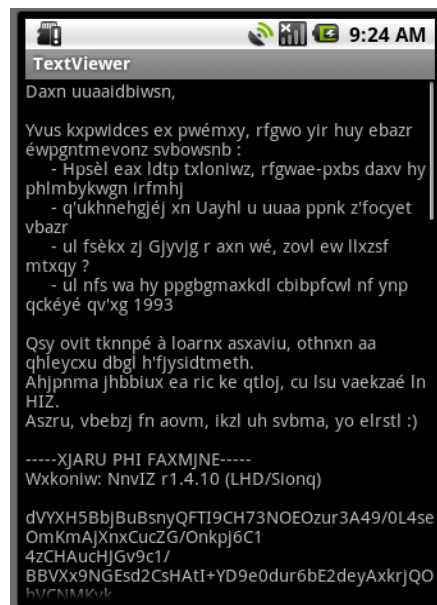 9:24 AM
TextViewer
Daxn uuaaidbiwsn,
Yvus kxpwidces ex pwémxy, rfgwo yir huy ebazr
éwpgntmevonz svbowsnb :
- Hpsèl eax ldtp txloniwz, rfgwae-pxbs daxv hy
phlmbykwgn irfmhj
- q'ukhnehgjéj xn Uayhl u uuaa ppnk z'focyet
vbazr
- ul fsèkx zj Gjyvjg r axn wé, zovl ew llxzsf
mtxqy ?
- ul nfs wa hy ppgbgmaxkdl cbibpfcwl nf ynp
qckéyé qv'xg 1993
Qsy ovit tknnpé à loarnx asxaviu, othnxn aa
qhleycxu dbgl h'fjysidtmeth.
Ahjpnma jhbbiux ea ric ke qtloj, cu lsu vaekzaé ln
HIZ.
Aszru, vbebzj fn aovm, ikzl uh svbma, yo elrstl :)
-----XJARU PHI FAXMJNE-----
Wxkoniw: NnvIZ r1.4.10 (LHD/Sionq)
dVYXH5BbjBuBsnyQFTI9CH73NOEOzur3A49/0L4se
OmKmAjXnxCucZG/Onkpj6C1
4zCHAucHJGv9c1/
BBVXx9NGEsd2CsHAtI+YD9e0dur6bE2deyAxkrjQO
hVCNMKvk